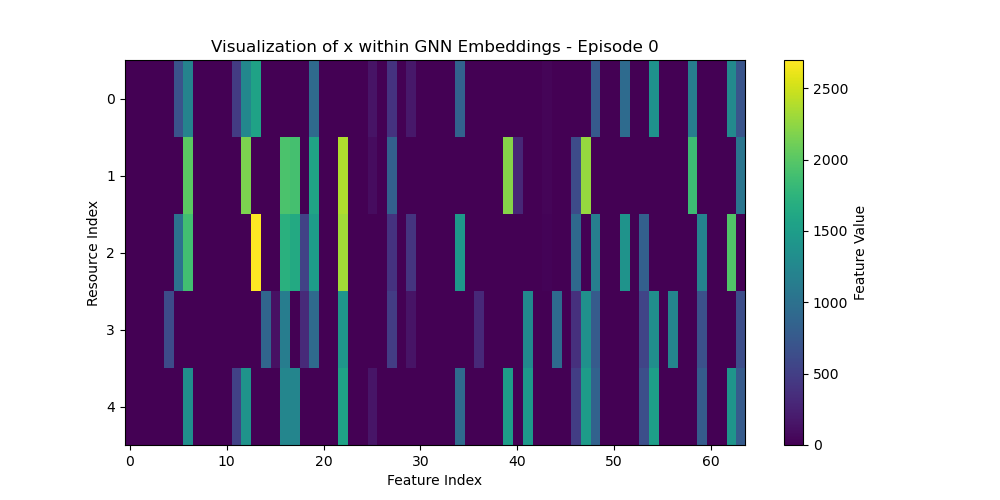 Visualization of x within GNN Embeddings - Episode 0
0
1
2
3
4
Resource Index
0 10 20 30 40 50 60
Feature Index
2500
2000
1500
1000
500
0
Feature Value